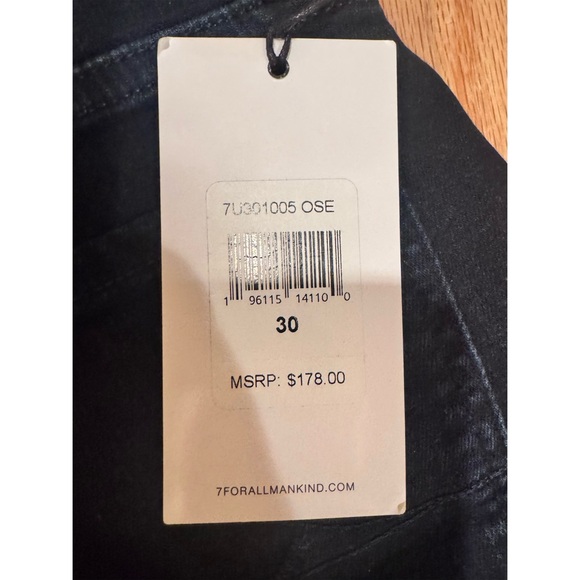 7U301005 OSE
1 96115 14110 0
30
MSRP: $178.00
7FORALLMANKIND.COM